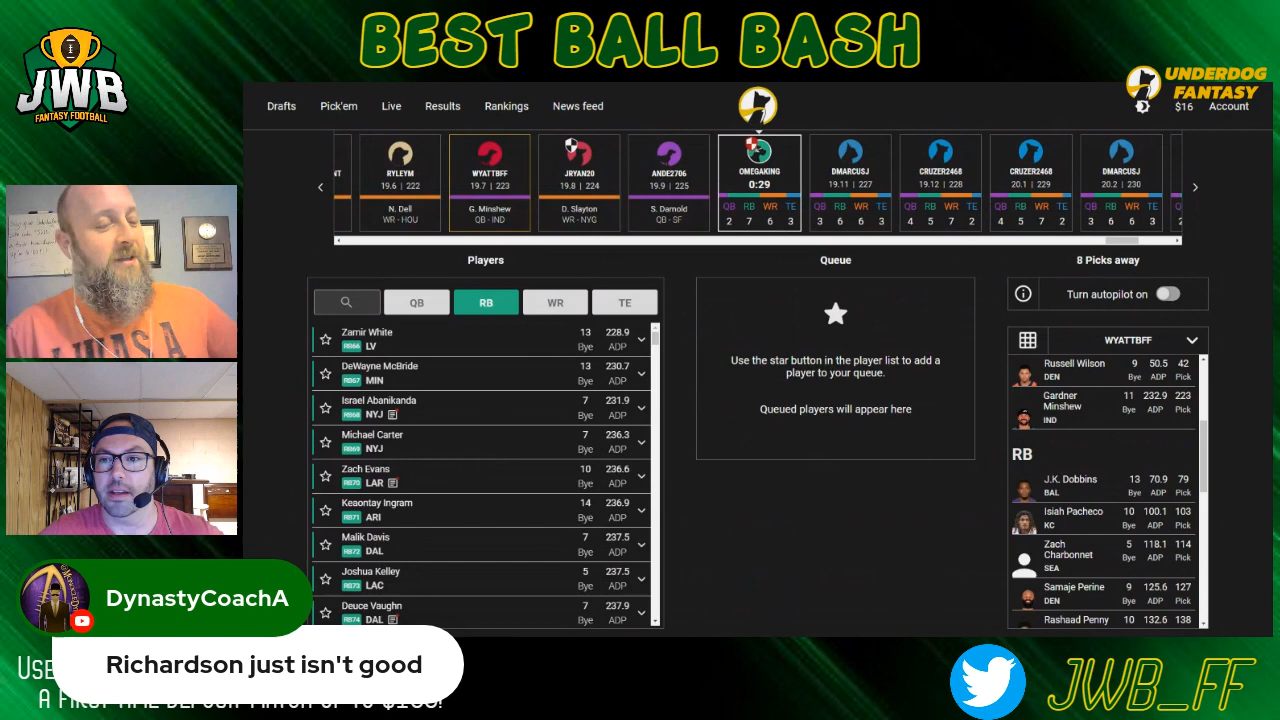 BEST BALL BASH
JWB
FANTASY FOOTBALL
UNDERDOG
FANTASY
Drafts Pick'em Live Results Rankings News feed
$16 Account
RYLEYM
19.6 | 222
N. Dell
WR - HOU
WYATTBFF
19.7 | 223
G. Minshew
QB - IND
JRYAN20
19.8 | 224
D. Slayton
WR - NYG
ANDE2706
19.9 | 225
S. Darnold
QB - SF
OMEGAKING
0:29
QB RB WR TE
2 7 6 3
DMARCUSJ
19.11 | 227
QB RB WR TE
3 6 6 3
CRUZER2468
19.12 | 228
QB RB WR TE
4 5 7 2
CRUZER2468
20.1 | 229
QB RB WR TE
4 5 7 2
DMARCUSJ
20.2 | 230
QB RB WR TE
3 6 6 3
Players
QB RB WR TE
Zamir White 13 228.9
RB66 LV Bye ADP
DeWayne McBride 13 230.7
RB67 MIN Bye ADP
Israel Abanikanda 7 231.9
RB68 NYJ Bye ADP
Michael Carter 7 236.3
RB69 NYJ Bye ADP
Zach Evans 10 236.6
RB70 LAR Bye ADP
Keaontay Ingram 14 236.9
RB71 ARI Bye ADP
Malik Davis 7 237.5
RB72 DAL Bye ADP
Joshua Kelley 5 237.5
RB73 LAC Bye ADP
Deuce Vaughn 7 237.9
RB74 DAL Bye ADP
Queue
Use the star button in the player list to add a
player to your queue.
Queued players will appear here
8 Picks away
Turn autopilot on
WYATTBFF
Russell Wilson 9 50.5 42
DEN Bye ADP Pick
Gardner
Minshew 11 232.9 223
IND Bye ADP Pick
RB
J.K. Dobbins 13 70.9 79
BAL Bye ADP Pick
Isiah Pacheco 10 100.1 103
KC Bye ADP Pick
Zach
Charbonnet 5 118.1 114
SEA Bye ADP Pick
Samaje Perine 9 125.6 127
DEN Bye ADP Pick
Rashaad Penny 10 132.6 138
DynastyCoachA
Richardson just isn't good
JWB_FF